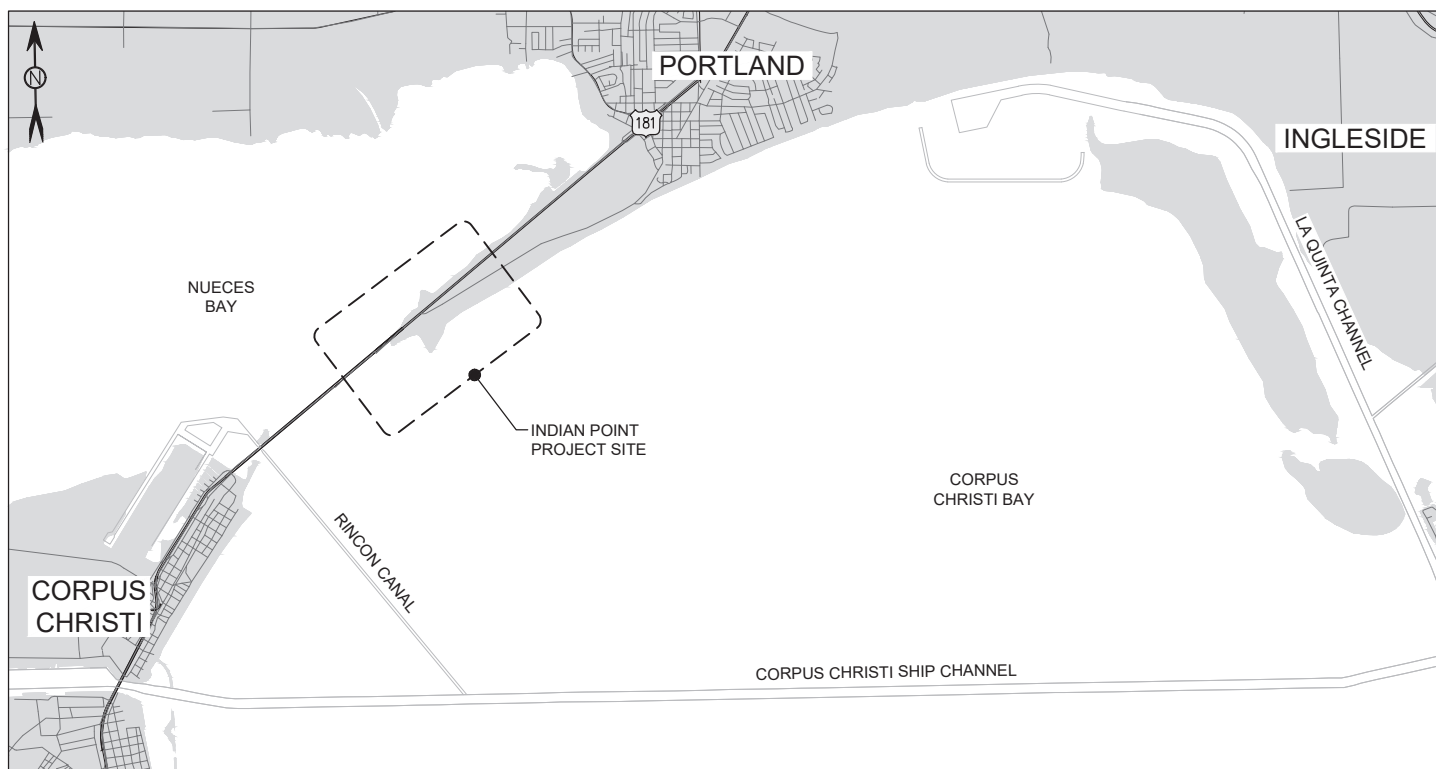 N
PORTLAND
181
INGLESIDE
LA QUINTA CHANNEL
NUECES
BAY
INDIAN POINT
PROJECT SITE
CORPUS
CHRISTI BAY
RINCON CANAL
CORPUS
CHRISTI
CORPUS CHRISTI SHIP CHANNEL